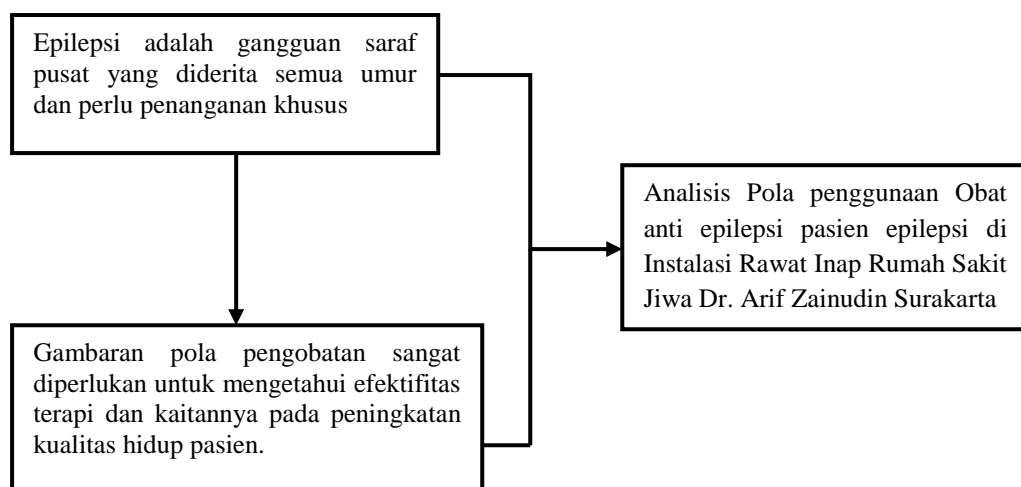 Epilepsi adalah gangguan saraf
pusat yang diderita semua umur
dan perlu penanganan khusus
Analisis Pola penggunaan Obat
anti epilepsi pasien epilepsi di
Instalasi Rawat Inap Rumah Sakit
Jiwa Dr. Arif Zainudin Surakarta
Gambaran pola pengobatan sangat
diperlukan untuk mengetahui efektifitas
terapi dan kaitannya pada peningkatan
kualitas hidup pasien.